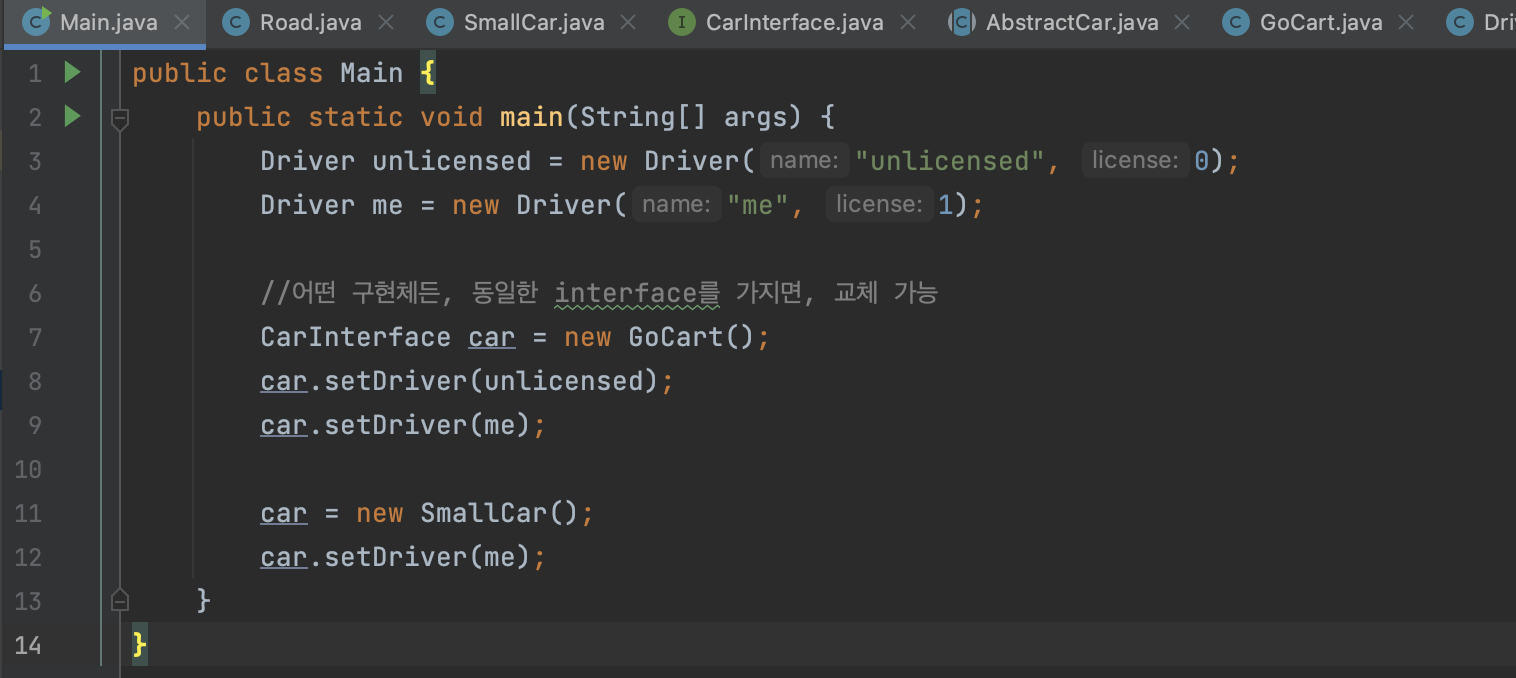 Main.java Road.java SmallCar.java CarInterface.java AbstractCar.java GoCart.java Dri
1 public class Main {
2 public static void main(String[] args) {
3 Driver unlicensed = new Driver( name: "unlicensed", license: 0);
4 Driver me = new Driver( name: "me", license: 1);
5
6 //어떤 구현체든, 동일한 interface를 가지면, 교체 가능
7 CarInterface car = new GoCart();
8 car.setDriver(unlicensed);
9 car.setDriver(me);
10
11 car = new SmallCar();
12 car.setDriver(me);
13 }
14 }